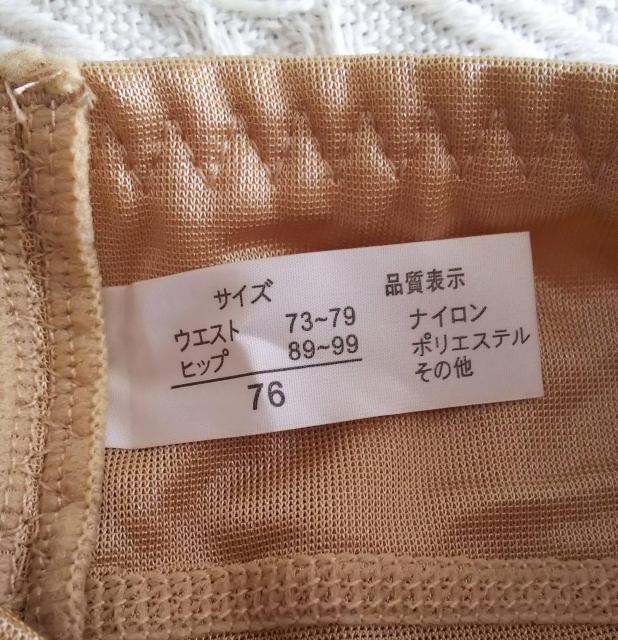 サイズ
ウエスト 73~79
ヒップ 89~99
76
品質表示
ナイロン
ポリエステル
その他